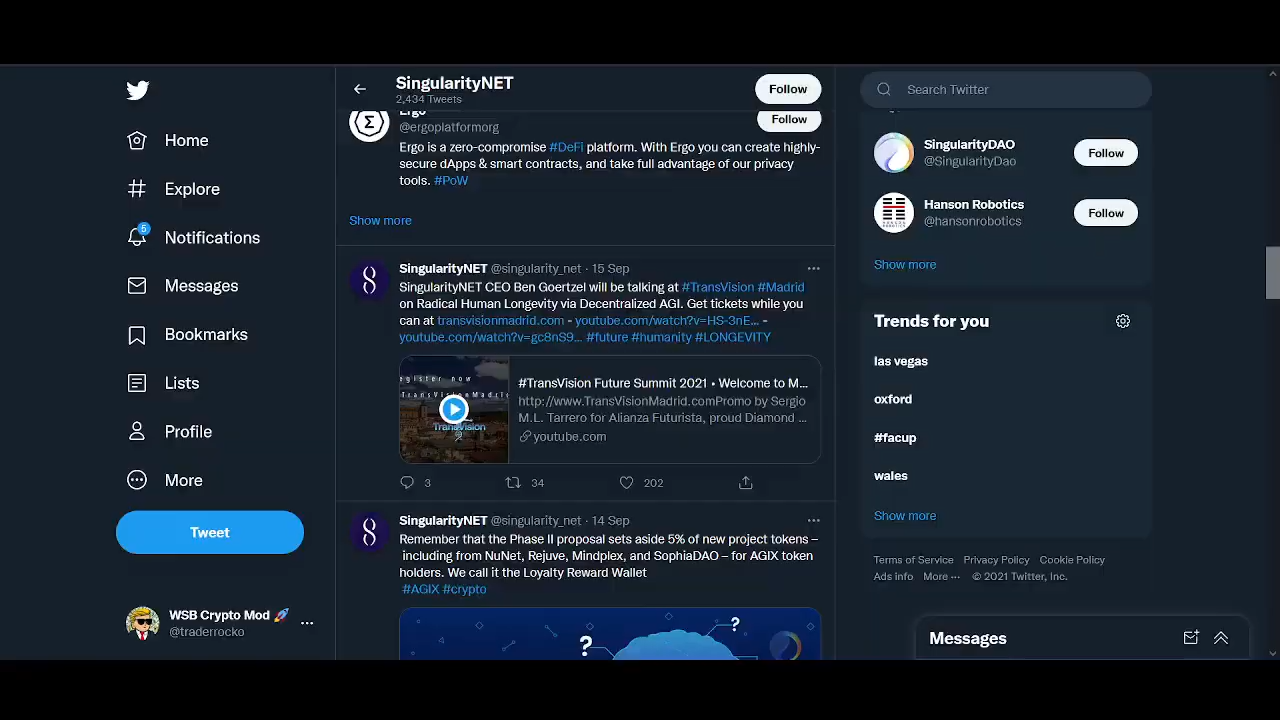 Home
Explore
5
Notifications
Messages
Bookmarks
Lists
Profile
More
Tweet
WSB Crypto Mod 🚀
@traderrocko
SingularityNET
2,434 Tweets
Follow
Ergo
@ergoplatformorg
Follow
Ergo is a zero-compromise #DeFi platform. With Ergo you can create highly-
secure dApps & smart contracts, and take full advantage of our privacy
tools. #PoW
Show more
SingularityNET @singularity_net · 15 Sep
SingularityNET CEO Ben Goertzel will be talking at #TransVision #Madrid
on Radical Human Longevity via Decentralized AGI. Get tickets while you
can at transvisionmadrid.com - youtube.com/watch?v=HS-3nE... -
youtube.com/watch?v=gc8nS9... #future #humanity #LONGEVITY
egister now
TransVisionMadrid
TransVision
#TransVision Future Summit 2021 • Welcome to M...
http://www.TransVisionMadrid.comPromo by Sergio
M.L. Tarrero for Alianza Futurista, proud Diamond ...
youtube.com
3
34
202
SingularityNET @singularity_net · 14 Sep
Remember that the Phase II proposal sets aside 5% of new project tokens –
including from NuNet, Rejuve, Mindplex, and SophiaDAO – for AGIX token
holders. We call it the Loyalty Reward Wallet
#AGIX #crypto
?
?
Search Twitter
SingularityDAO
@SingularityDao
Follow
Hanson Robotics
@hansonrobotics
Follow
Show more
Trends for you
las vegas
oxford
#facup
wales
Show more
Terms of Service Privacy Policy Cookie Policy
Ads info More ··· © 2021 Twitter, Inc.
Messages